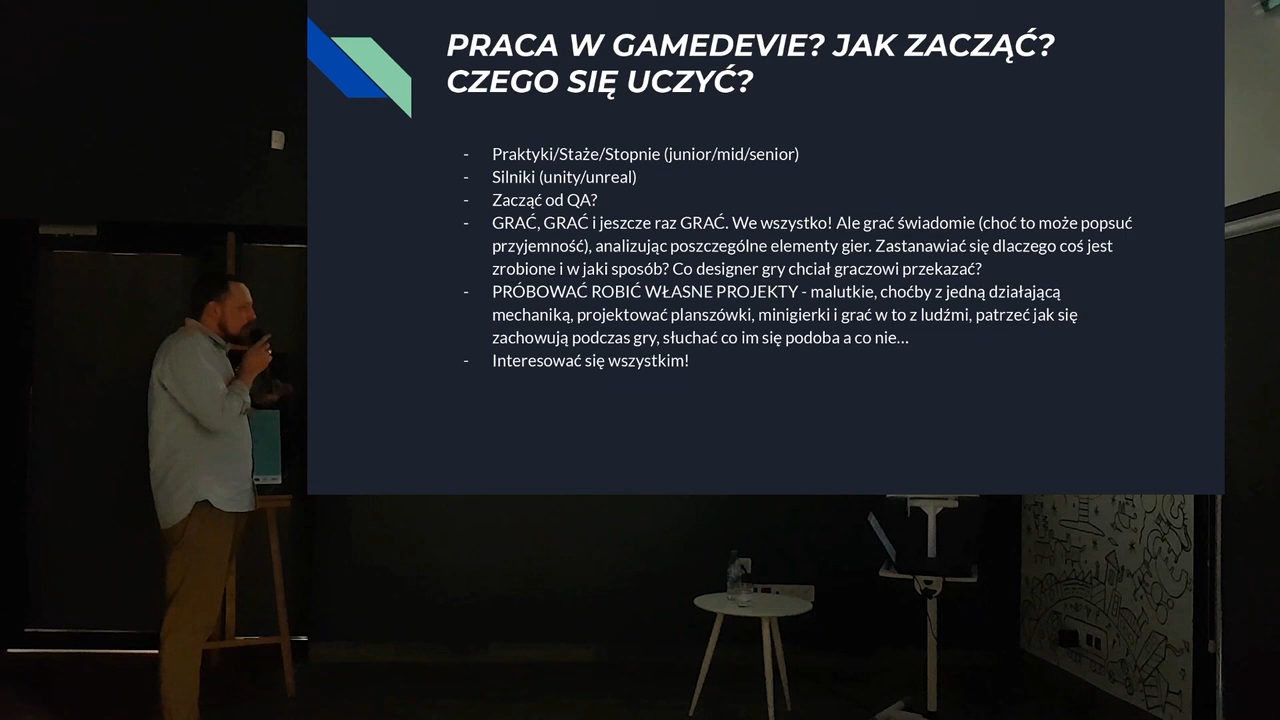 PRACA W GAMEDEVIE? JAK ZACZĄĆ?
CZEGO SIĘ UCZYĆ?
- Praktyki/Staże/Stopnie (junior/mid/senior)
- Silniki (unity/unreal)
- Zacząć od QA?
- GRAĆ, GRAĆ i jeszcze raz GRAĆ. We wszystko! Ale grać świadomie (choć to może popsuć
przyjemność), analizując poszczególne elementy gier. Zastanawiać się dlaczego coś jest
zrobione i w jaki sposób? Co designer gry chciał graczowi przekazać?
- PRÓBOWAĆ ROBIĆ WŁASNE PROJEKTY - malutkie, choćby z jedną działającą
mechaniką, projektować planszówki, minigierki i grać w to z ludźmi, patrzeć jak się
zachowują podczas gry, słuchać co im się podoba a co nie...
- Interesować się wszystkim!